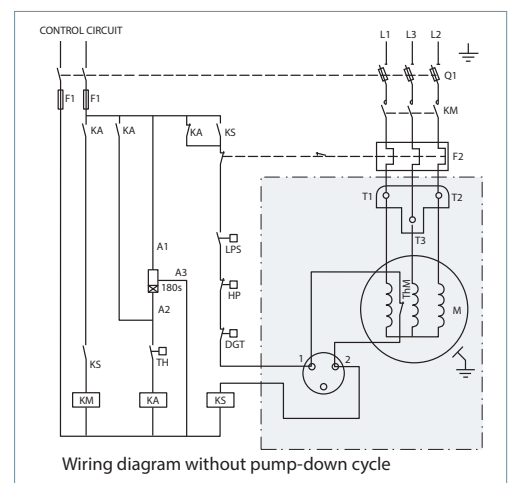 CONTROL CIRCUIT
L1 L3 L2
Q1
F1 F1
KM
KA KA KA KS
F2
T1 T2
T3
A1
LPS
A3
180s
HP
ThM
A2
M
DGT
1 2
KS
TH
KM KA KS
Wiring diagram without pump-down cycle